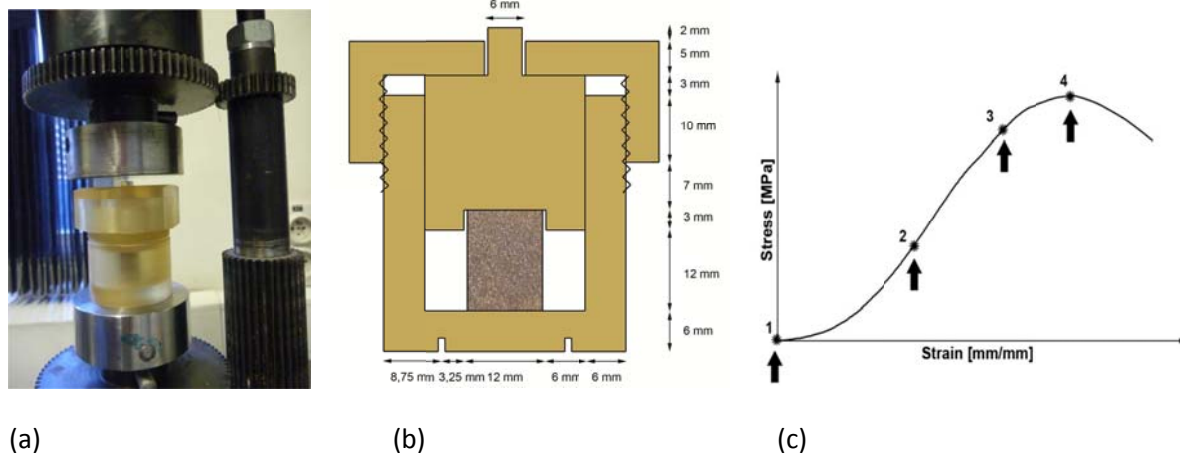 6 mm
2 mm
5 mm
3 mm
10 mm
7 mm
3 mm
12 mm
6 mm
8,75 mm 3,25 mm 12 mm 6 mm 6 mm
Stress [MPa]
1
2
3
4
Strain [mm/mm]
(a) (b) (c)